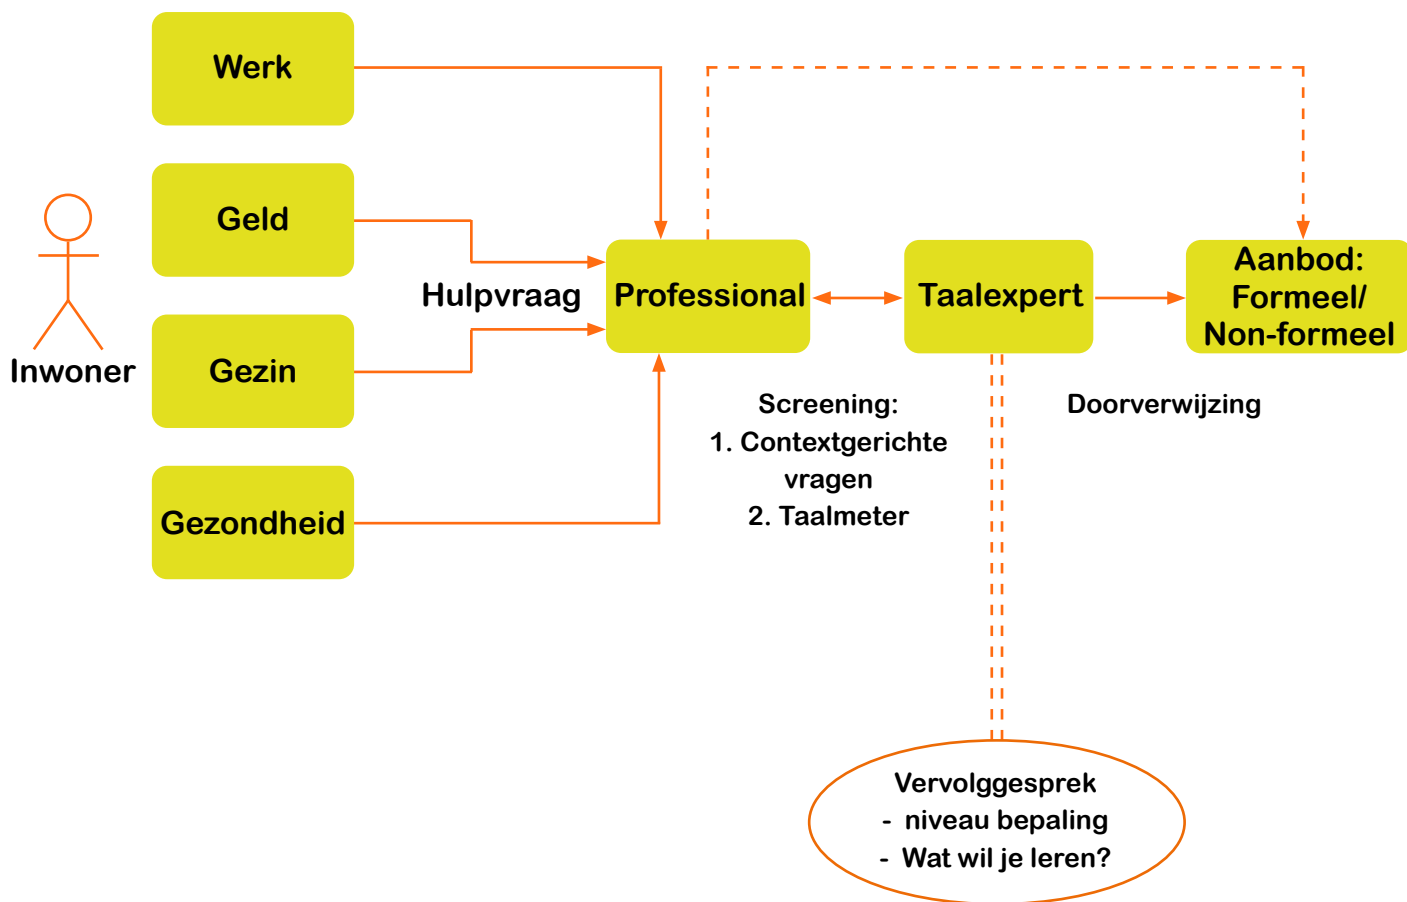 Werk
Geld
Gezin
Gezondheid
Inwoner
Hulpvraag
Professional
Taalexpert
Aanbod:
Formeel/
Non-formeel
Screening:
1. Contextgerichte
vragen
2. Taalmeter
Doorverwijzing
Vervolggesprek
- niveau bepaling
- Wat wil je leren?